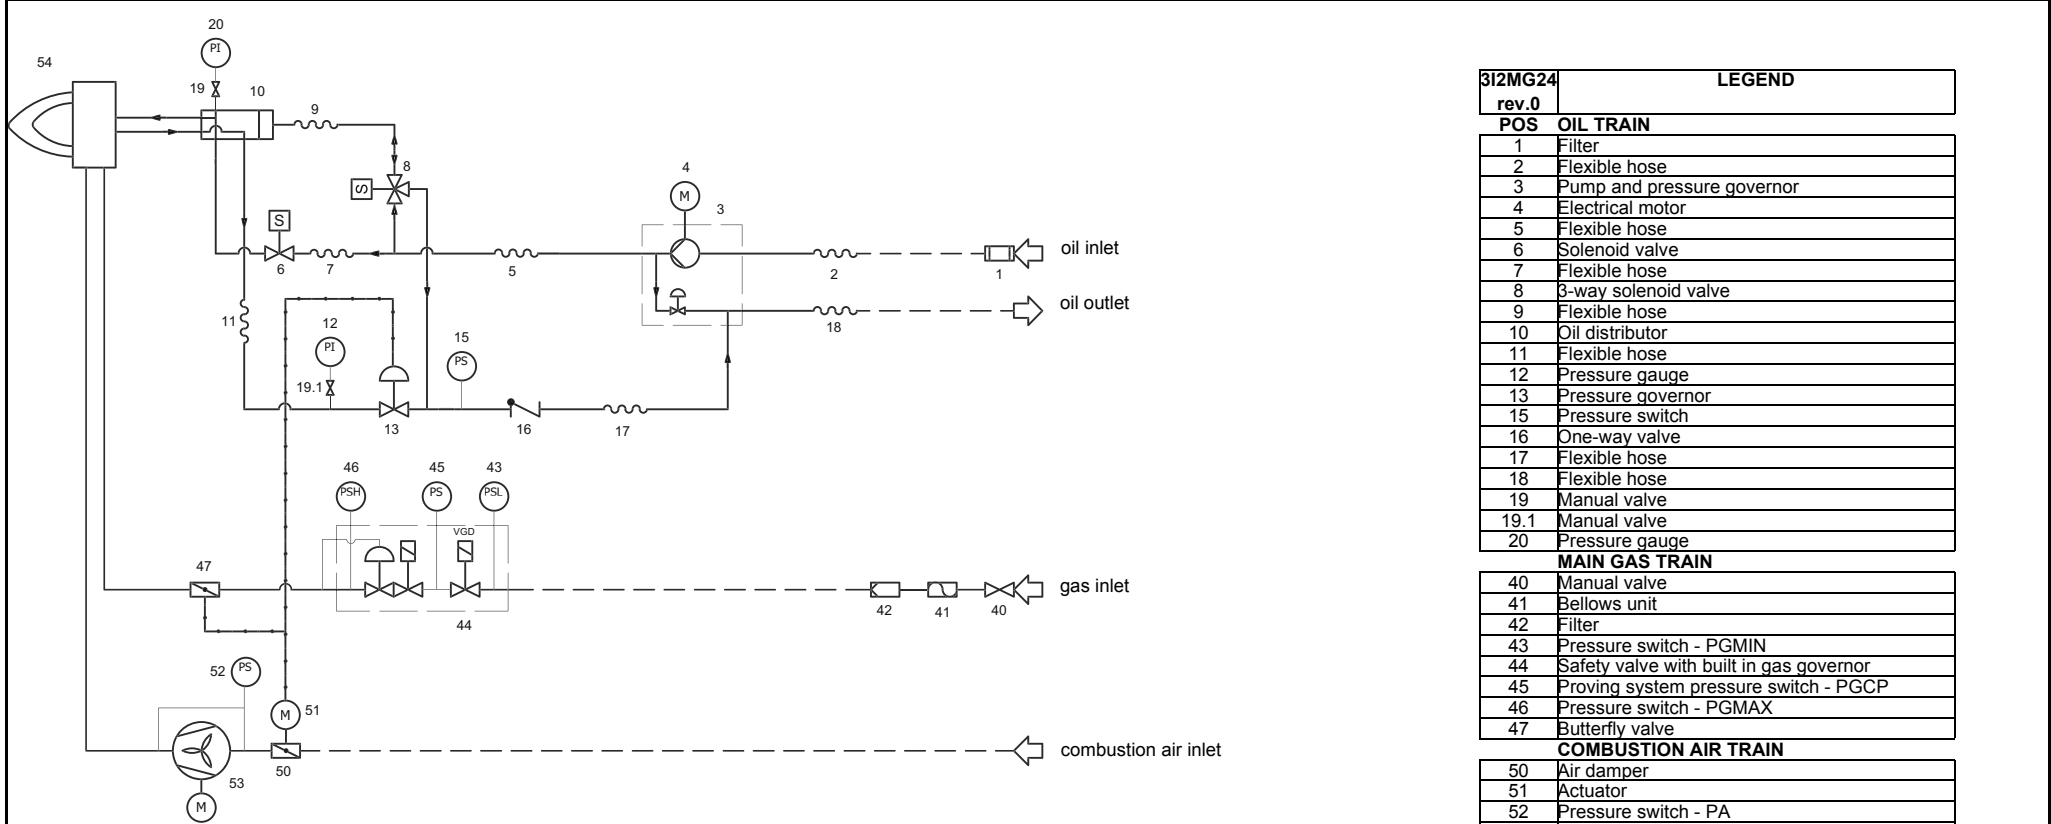 20
PI
54
19
10
9
8
S
4
M
3
S
6
7
5
2
1
oil inlet
oil outlet
11
12
PI
15
PS
18
19.1
13
16
17
46
45
43
PSH
PS
PSL
VGD
47
44
42
41
40
gas inlet
52
PS
M
51
50
53
M
combustion air inlet
3I2MG24 LEGEND
rev.0
POS OIL TRAIN
1 Filter
2 Flexible hose
3 Pump and pressure governor
4 Electrical motor
5 Flexible hose
6 Solenoid valve
7 Flexible hose
8 3-way solenoid valve
9 Flexible hose
10 Oil distributor
11 Flexible hose
12 Pressure gauge
13 Pressure governor
15 Pressure switch
16 One-way valve
17 Flexible hose
18 Flexible hose
19 Manual valve
19.1 Manual valve
20 Pressure gauge
MAIN GAS TRAIN
40 Manual valve
41 Bellows unit
42 Filter
43 Pressure switch - PGMIN
44 Safety valve with built in gas governor
45 Proving system pressure switch - PGCP
46 Pressure switch - PGMAX
47 Butterfly valve
COMBUSTION AIR TRAIN
50 Air damper
51 Actuator
52 Pressure switch - PA